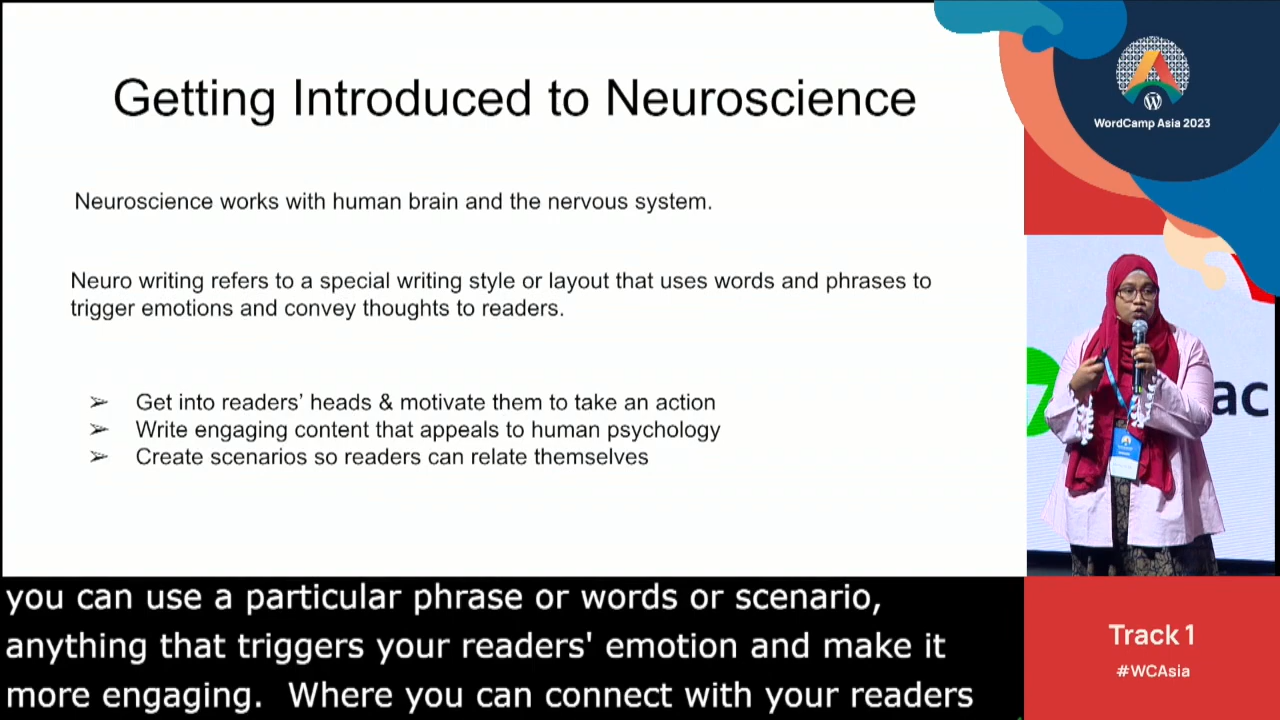 Getting Introduced to Neuroscience
Neuroscience works with human brain and the nervous system.
Neuro writing refers to a special writing style or layout that uses words and phrases to
trigger emotions and convey thoughts to readers.
➢ Get into readers’ heads & motivate them to take an action
➢ Write engaging content that appeals to human psychology
➢ Create scenarios so readers can relate themselves
WordCamp Asia 2023
ac
you can use a particular phrase or words or scenario,
anything that triggers your readers' emotion and make it
more engaging.  Where you can connect with your readers
Track 1
#WCAsia